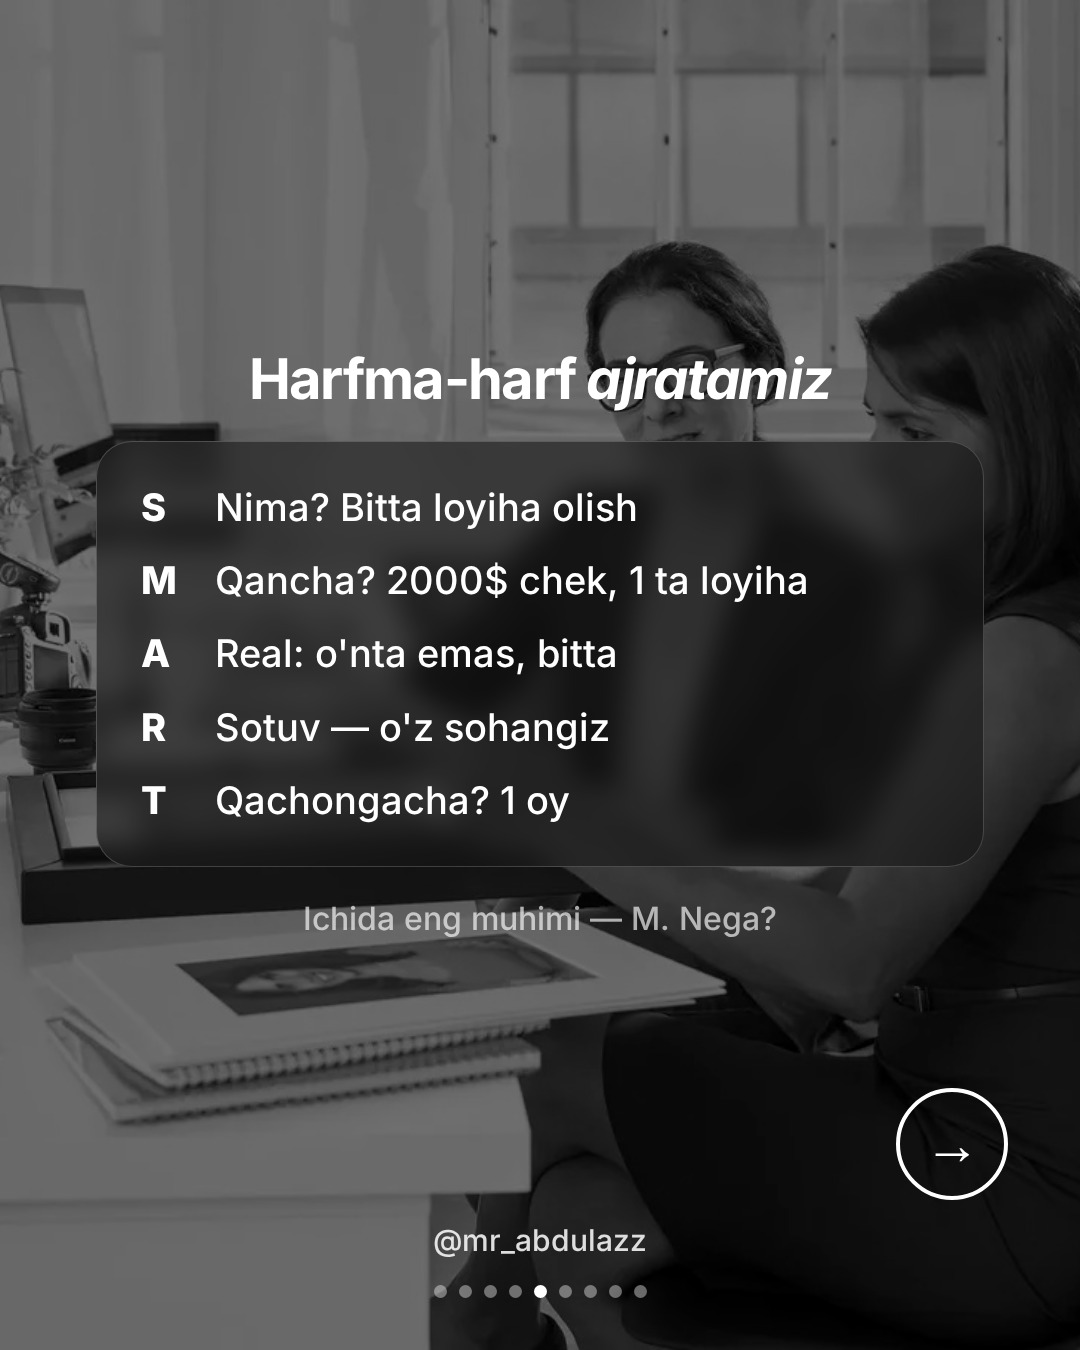 Harfma-harf ajratamiz
S Nima? Bitta loyiha olish
M Qancha? 2000$ chek, 1 ta loyiha
A Real: o'nta emas, bitta
R Sotuv — o'z sohangiz
T Qachongacha? 1 oy
Ichida eng muhimi — M. Nega?
→
@mr_abdulazz